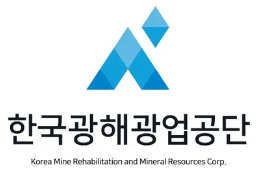 한국광해광업공단
Korea Mine Rehabilitation and Mineral Resources Corp.